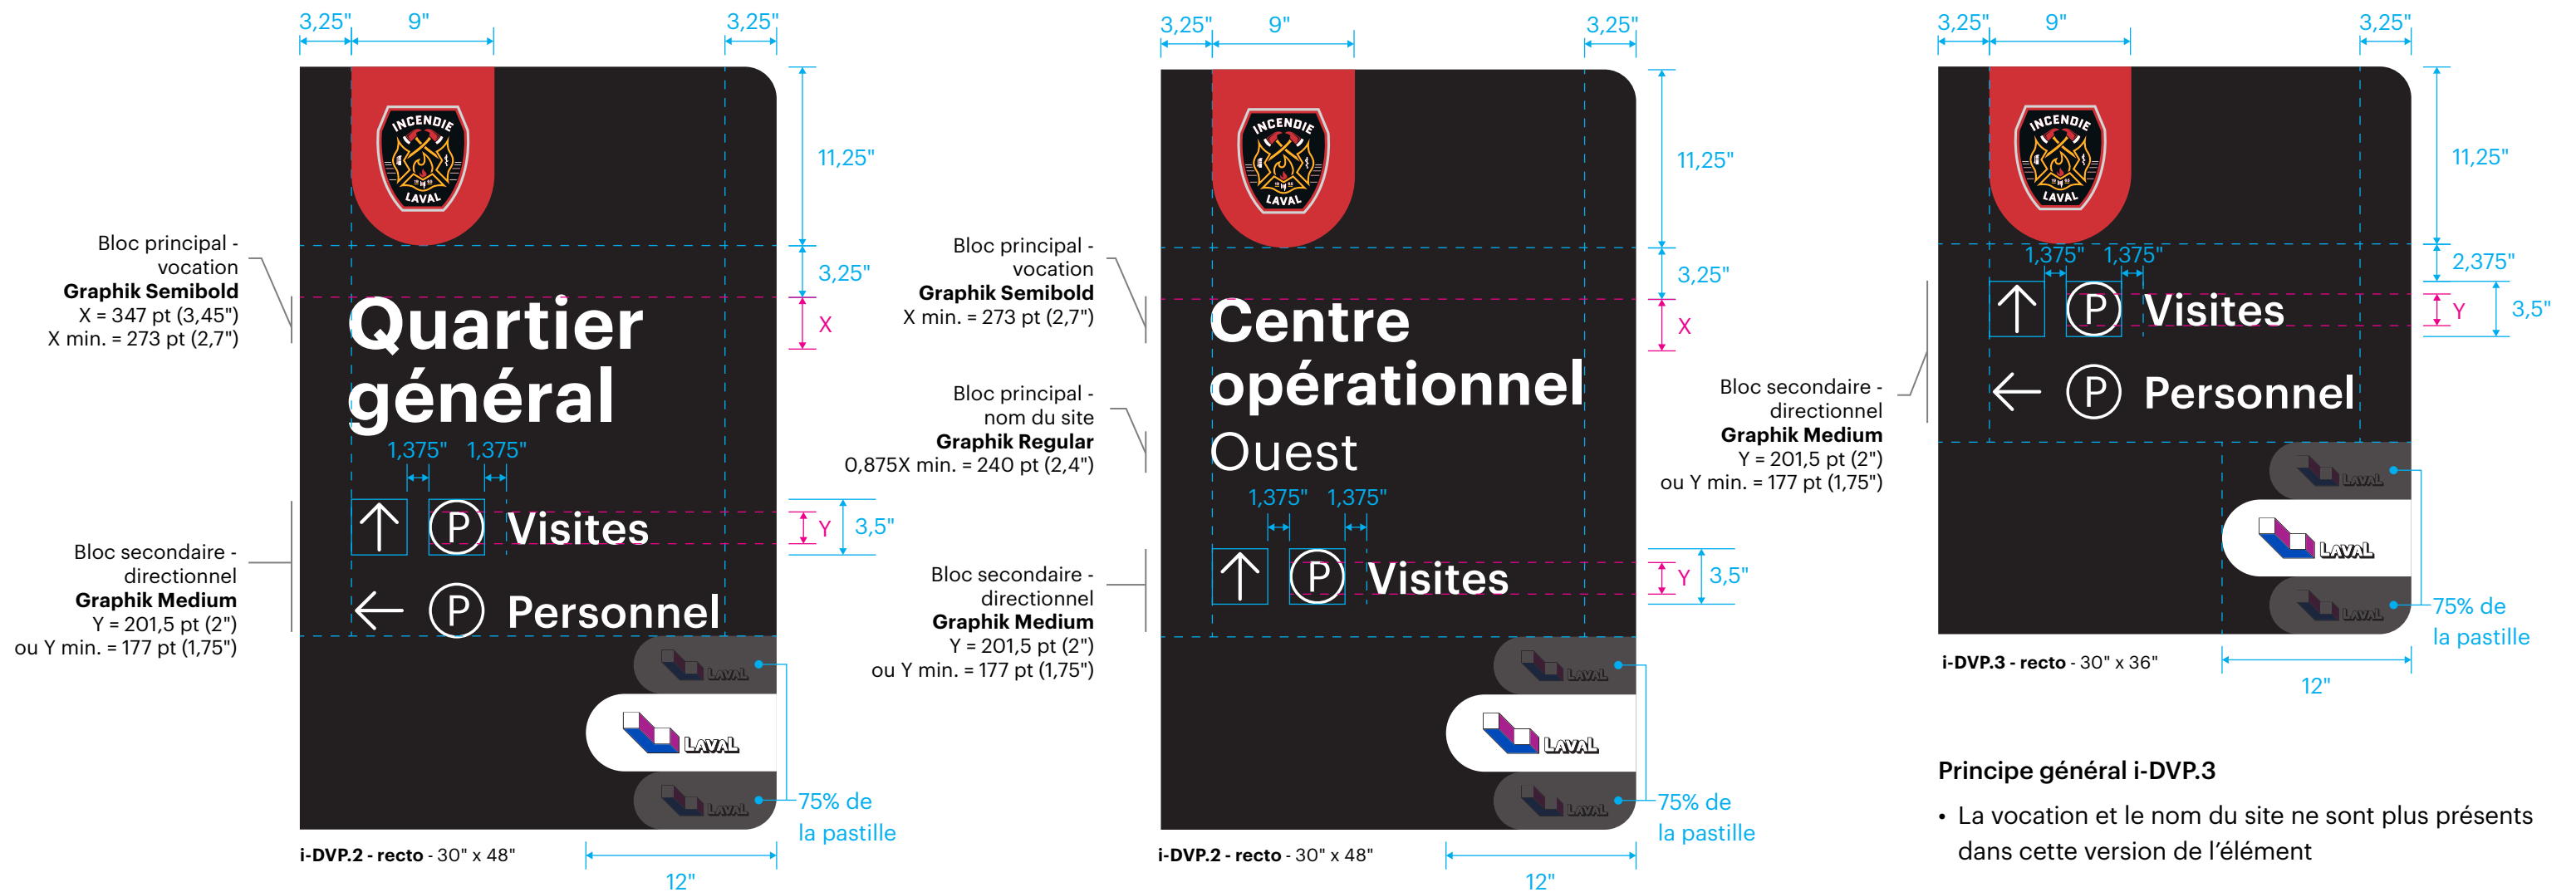 3,25"
9"
3,25"
INCENDIE
LAVAL
11,25"
3,25"
X
Bloc principal -
vocation
Graphik Semibold
X = 347 pt (3,45")
X min. = 273 pt (2,7")
Quartier
général
1,375"
1,375"
P
Visites
Y
3,5"
P
Personnel
Bloc secondaire -
directionnel
Graphik Medium
Y = 201,5 pt (2")
ou Y min. = 177 pt (1,75")
LAVAL
LAVAL
LAVAL
75% de
la pastille
i-DVP.2 - recto - 30" x 48"
12"
3,25"
9"
3,25"
INCENDIE
LAVAL
11,25"
3,25"
X
Bloc principal -
vocation
Graphik Semibold
X min. = 273 pt (2,7")
Centre
opérationnel
Bloc principal -
nom du site
Graphik Regular
0,875X min. = 240 pt (2,4")
Ouest
1,375"
1,375"
P
Visites
Y
3,5"
Bloc secondaire -
directionnel
Graphik Medium
Y = 201,5 pt (2")
ou Y min. = 177 pt (1,75")
LAVAL
LAVAL
LAVAL
75% de
la pastille
i-DVP.2 - recto - 30" x 48"
12"
3,25"
9"
3,25"
INCENDIE
LAVAL
11,25"
2,375"
1,375"
1,375"
P
Visites
Y
3,5"
P
Personnel
Bloc secondaire -
directionnel
Graphik Medium
Y = 201,5 pt (2")
ou Y min. = 177 pt (1,75")
LAVAL
LAVAL
LAVAL
75% de
la pastille
i-DVP.3 - recto - 30" x 36"
12"
Principe général i-DVP.3
• La vocation et le nom du site ne sont plus présents
dans cette version de l’élément